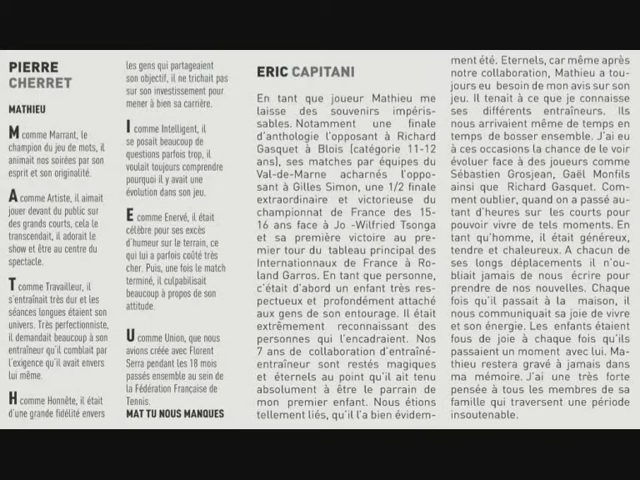 PIERRE
CHERRET
MATHIEU
M comme Marrant, le
champion du jeu de mots, il
animait nos soirées par son
esprit et son originalité.
A comme Artiste, il aimait
jouer devant du public sur
des grands courts, cela le
transcendait, il adorait le
show et être au centre du
spectacle.
T comme Travailleur, il
s'entraînait très dur et les
séances longues étaient son
univers. Très perfectionniste,
il demandait beaucoup à son
entraîneur qu'il comblait par
l'exigence qu'il avait envers
lui même.
H comme Honnête, il était
d'une grande fidélité envers
les gens qui partageaient
son objectif, il ne trichait pas
sur son investissement pour
mener à bien sa carrière.
I comme Intelligent, il
se posait beaucoup de
questions parfois trop, il
voulait toujours comprendre
pourquoi il y avait une
évolution dans son jeu.
E comme Enervé, il était
célèbre pour ses excès
d'humeur sur le terrain, ce
qui lui a parfois coûté très
cher. Puis, une fois le match
terminé, il culpabilisait
beaucoup à propos de son
attitude.
U comme Union, que nous
avions créée avec Florent
Serra pendant les 18 mois
passés ensemble au sein de
la Fédération Française de
Tennis.
MAT TU NOUS MANQUES
ERIC CAPITANI
En tant que joueur Mathieu me
laisse des souvenirs impéris-
sables. Notamment une finale
d'anthologie l'opposant à Richard
Gasquet à Blois (catégorie 11-12
ans), ses matches par équipes du
Val-de-Marne acharnés l'oppo-
sant à Gilles Simon, une 1/2 finale
extraordinaire et victorieuse du
championnat de France des 15-
16 ans face à Jo -Wilfried Tsonga
et sa première victoire au pre-
mier tour du tableau principal des
Internationaux de France à Ro-
land Garros. En tant que personne,
c'était d'abord un enfant très res-
pectueux et profondément attaché
aux gens de son entourage. Il était
extrêmement reconnaissant des
personnes qui l'encadraient. Nos
7 ans de collaboration d'entraîné-
entraîneur sont restés magiques
et éternels au point qu'il ait tenu
absolument à être le parrain de
mon premier enfant. Nous étions
tellement liés, qu'il l'a bien évidem-
ment été. Eternels, car même après
notre collaboration, Mathieu a tou-
jours eu besoin de mon avis sur son
jeu. Il tenait à ce que je connaisse
ses différents entraîneurs. Ils
nous arrivaient même de temps en
temps de bosser ensemble. J'ai eu
à ces occasions la chance de le voir
évoluer face à des joueurs comme
Sébastien Grosjean, Gaël Monfils
ainsi que Richard Gasquet. Com-
ment oublier, quand on a passé au-
tant d'heures sur les courts pour
pouvoir vivre de tels moments. En
tant qu'homme, il était généreux,
tendre et chaleureux. A chacun de
ses longs déplacements il n'ou-
bliait jamais de nous écrire pour
prendre de nos nouvelles. Chaque
fois qu'il passait à la maison, il
nous communiquait sa joie de vivre
et son énergie. Les enfants étaient
fous de joie à chaque fois qu'ils
passaient un moment avec lui. Ma-
thieu restera gravé à jamais dans
ma mémoire. J'ai une très forte
pensée à tous les membres de sa
famille qui traversent une période
insoutenable.